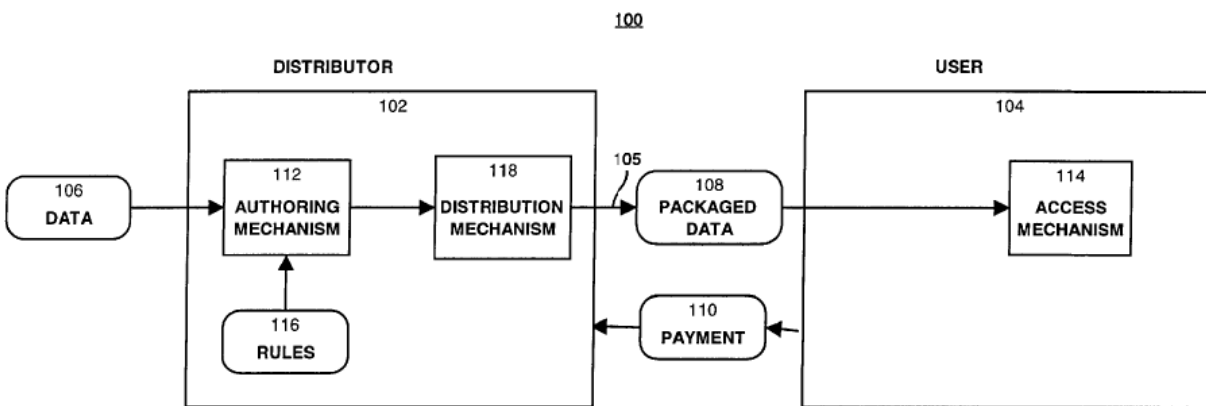 100
DISTRIBUTOR
USER
102
104
105
106
DATA
112
AUTHORING
MECHANISM
118
DISTRIBUTION
MECHANISM
108
PACKAGED
DATA
114
ACCESS
MECHANISM
116
RULES
110
PAYMENT